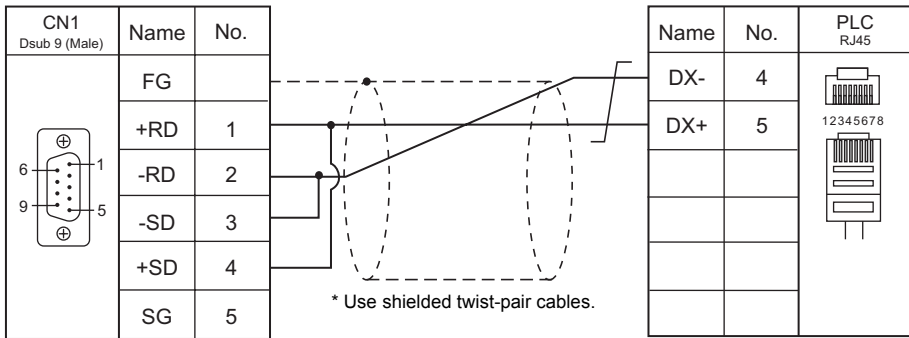 CN1
Dsub 9 (Male)
Name
No.
Name
No.
PLC
RJ45
FG
DX-
4
+RD
1
DX+
5
12345678
-RD
2
6
1
9
5
-SD
3
+SD
4
SG
5
* Use shielded twist-pair cables.